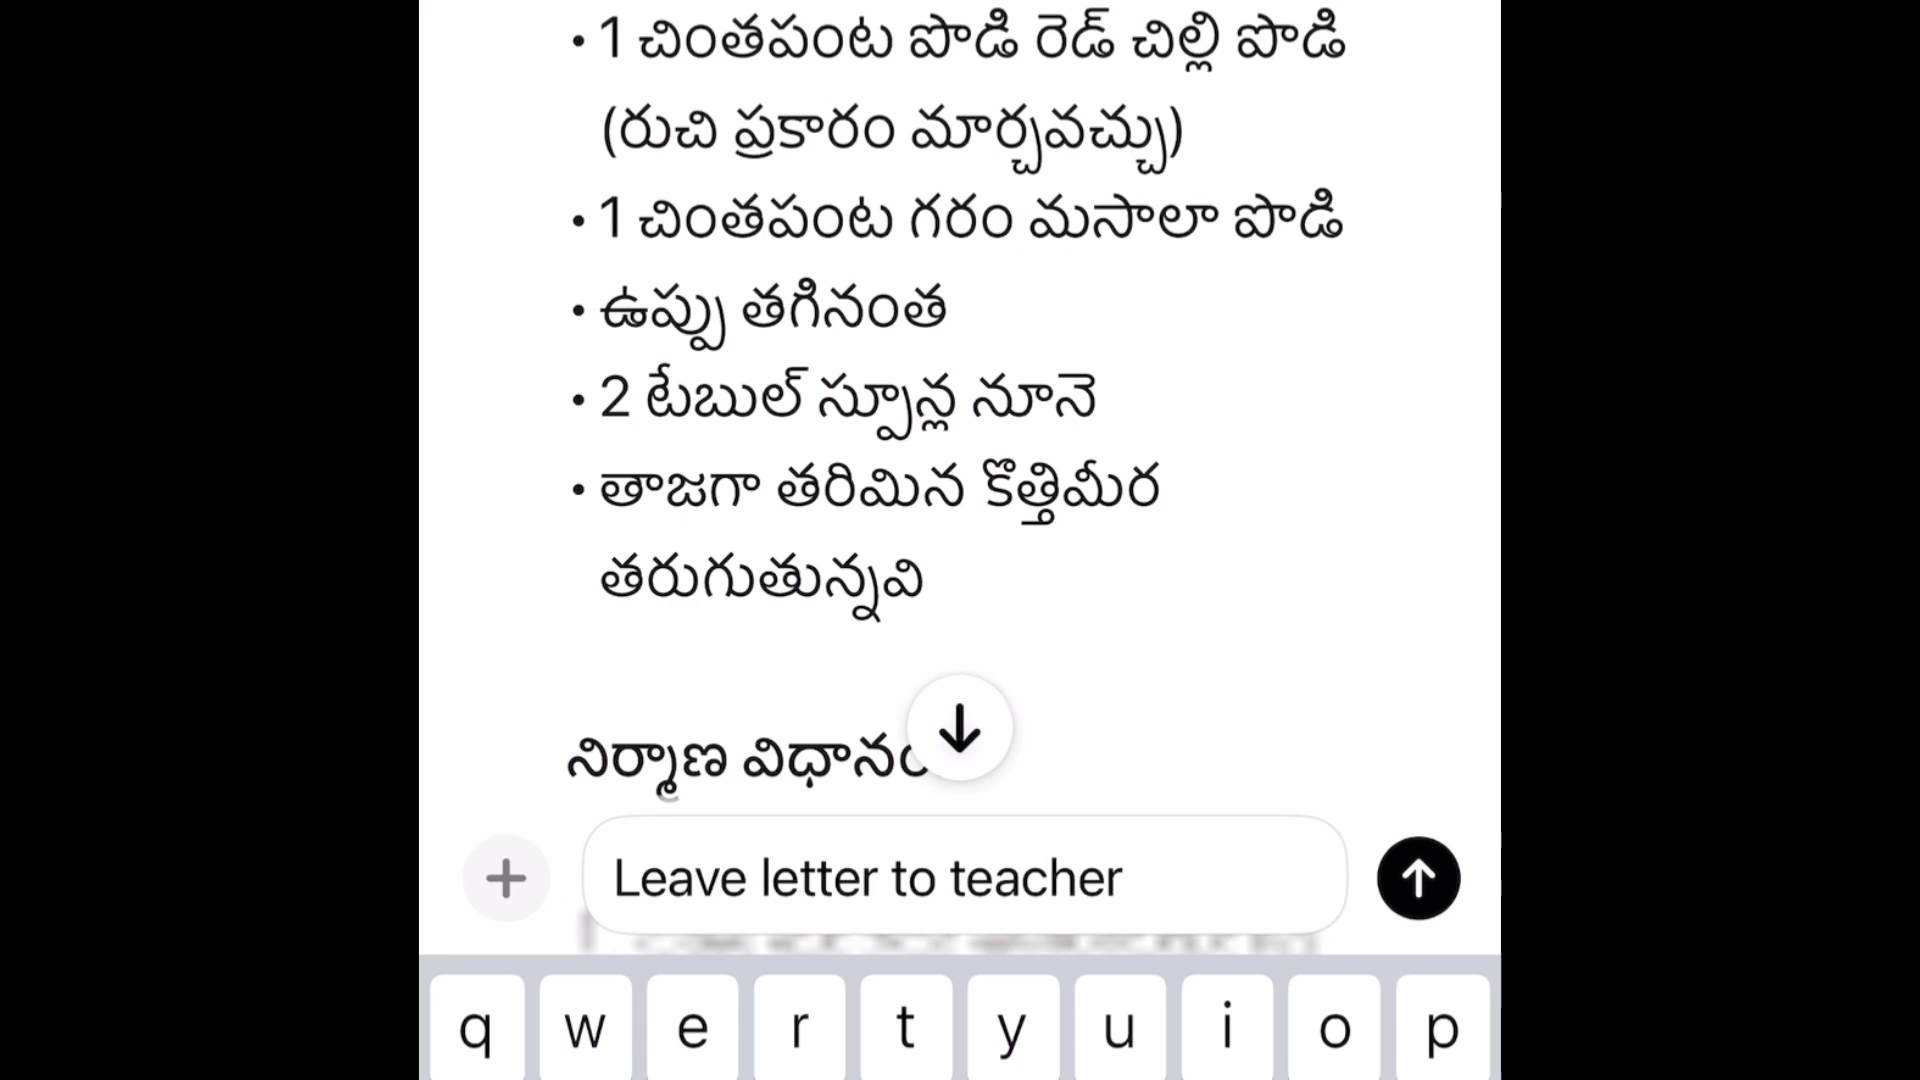 • 1 చింతపంట పొడి రెడ్ చిల్లి పొడి
(రుచి ప్రకారం మార్చవచ్చు)
• 1 చింతపంట గరం మసాలా పొడి
• ఉప్పు తగినంత
• 2 టేబుల్ స్పూన్ల నూనె
• తాజగా తరిమిన కొత్తిమీర
తరుగుతున్నవి
నిర్మాణ విధానం
Leave letter to teacher
q w e r t y u i o p